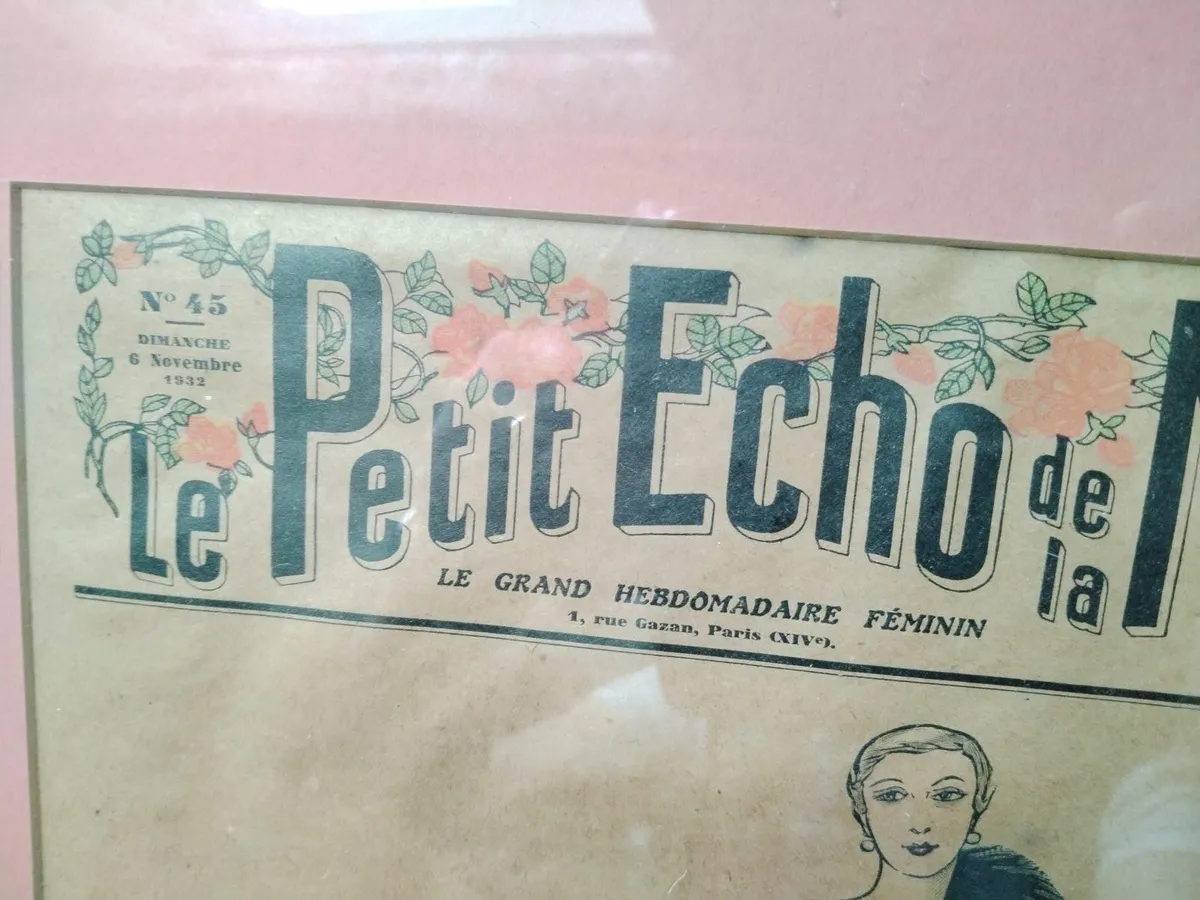 Nº 45
DIMANCHE
6 Novembre
1932
Le Petit Echo de la
LE GRAND HEBDOMADAIRE FÉMININ
1, rue Gazan, Paris (XIVᵉ).